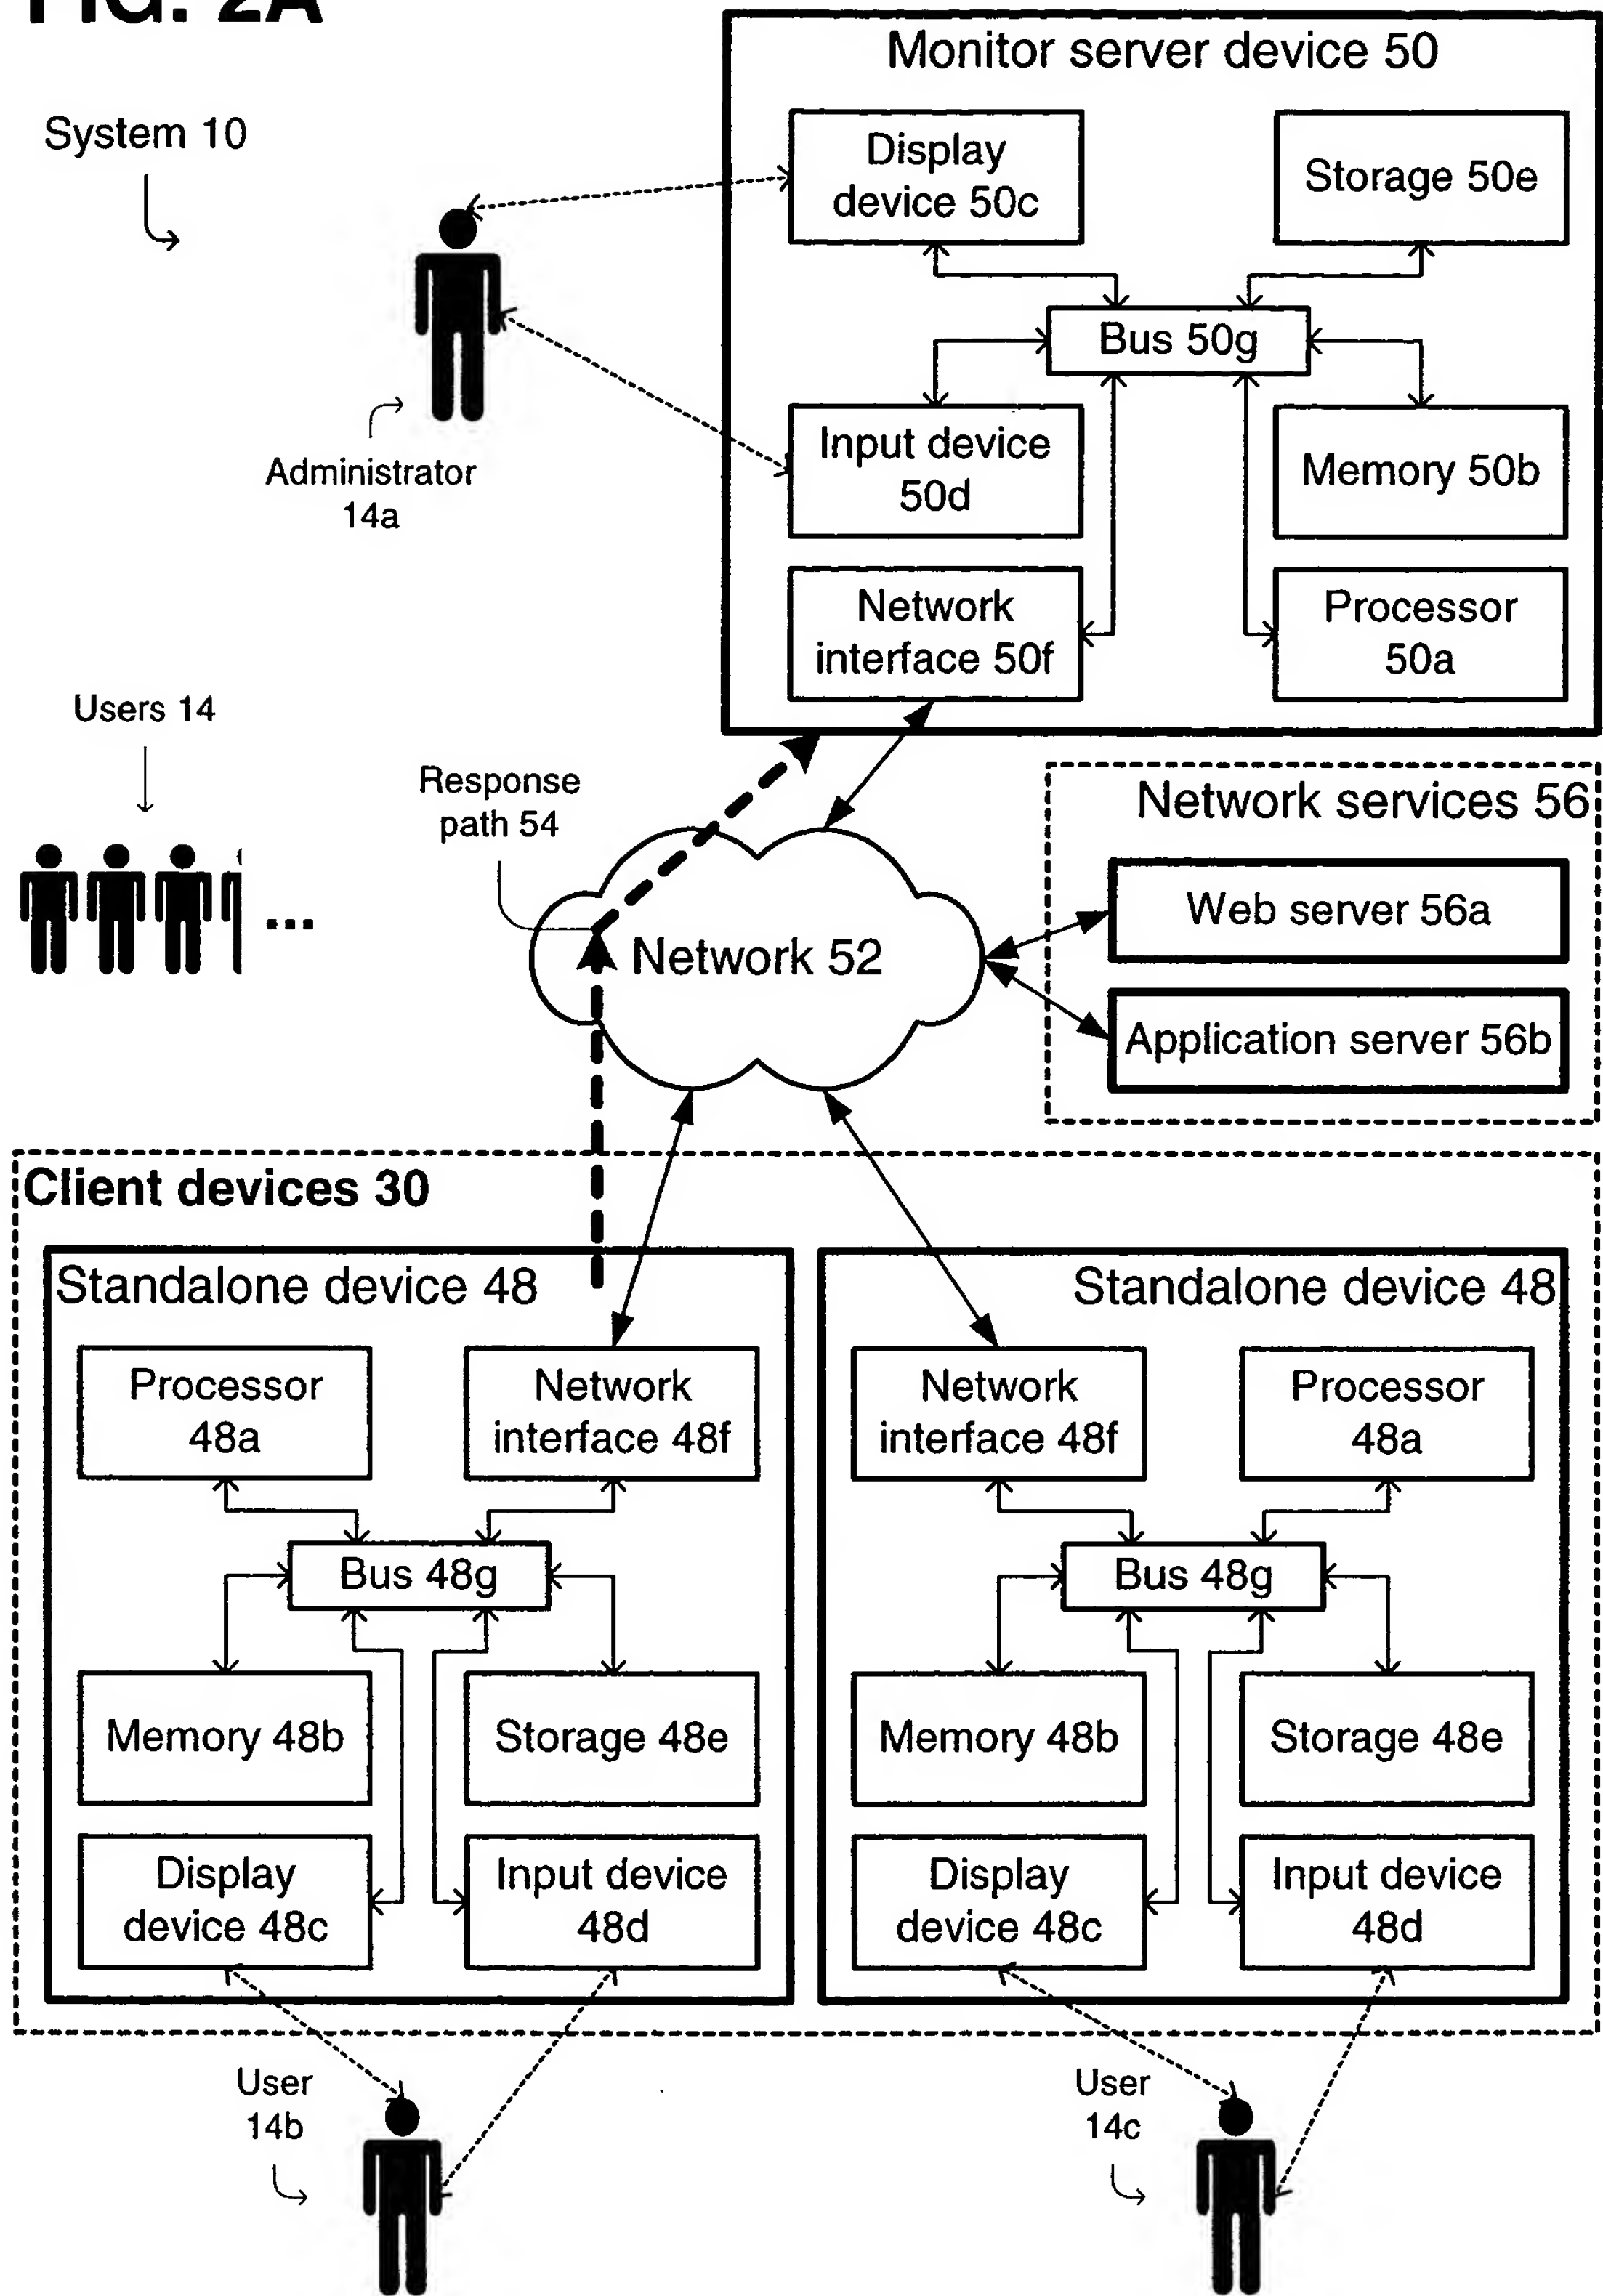 FIG. 2A
Monitor server device 50
System 10
Display
device 50c
Storage 50e
Bus 50g
Administrator
14a
Input device
50d
Memory 50b
Network
interface 50f
Processor
50a
Users 14
Response
path 54
Network services 56
Web server 56a
...
Network 52
Application server 56b
Client devices 30
Standalone device 48
Processor
48a
Network
interface 48f
Bus 48g
Memory 48b
Storage 48e
Display
device 48c
Input device
48d
Standalone device 48
Network
interface 48f
Processor
48a
Bus 48g
Memory 48b
Storage 48e
Display
device 48c
Input device
48d
User
14b
User
14c